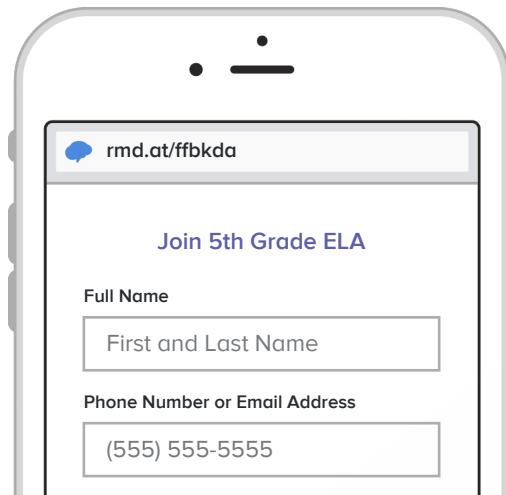 rmd.at/ffbkda
Join 5th Grade ELA
Full Name
First and Last Name
Phone Number or Email Address
(555) 555-5555